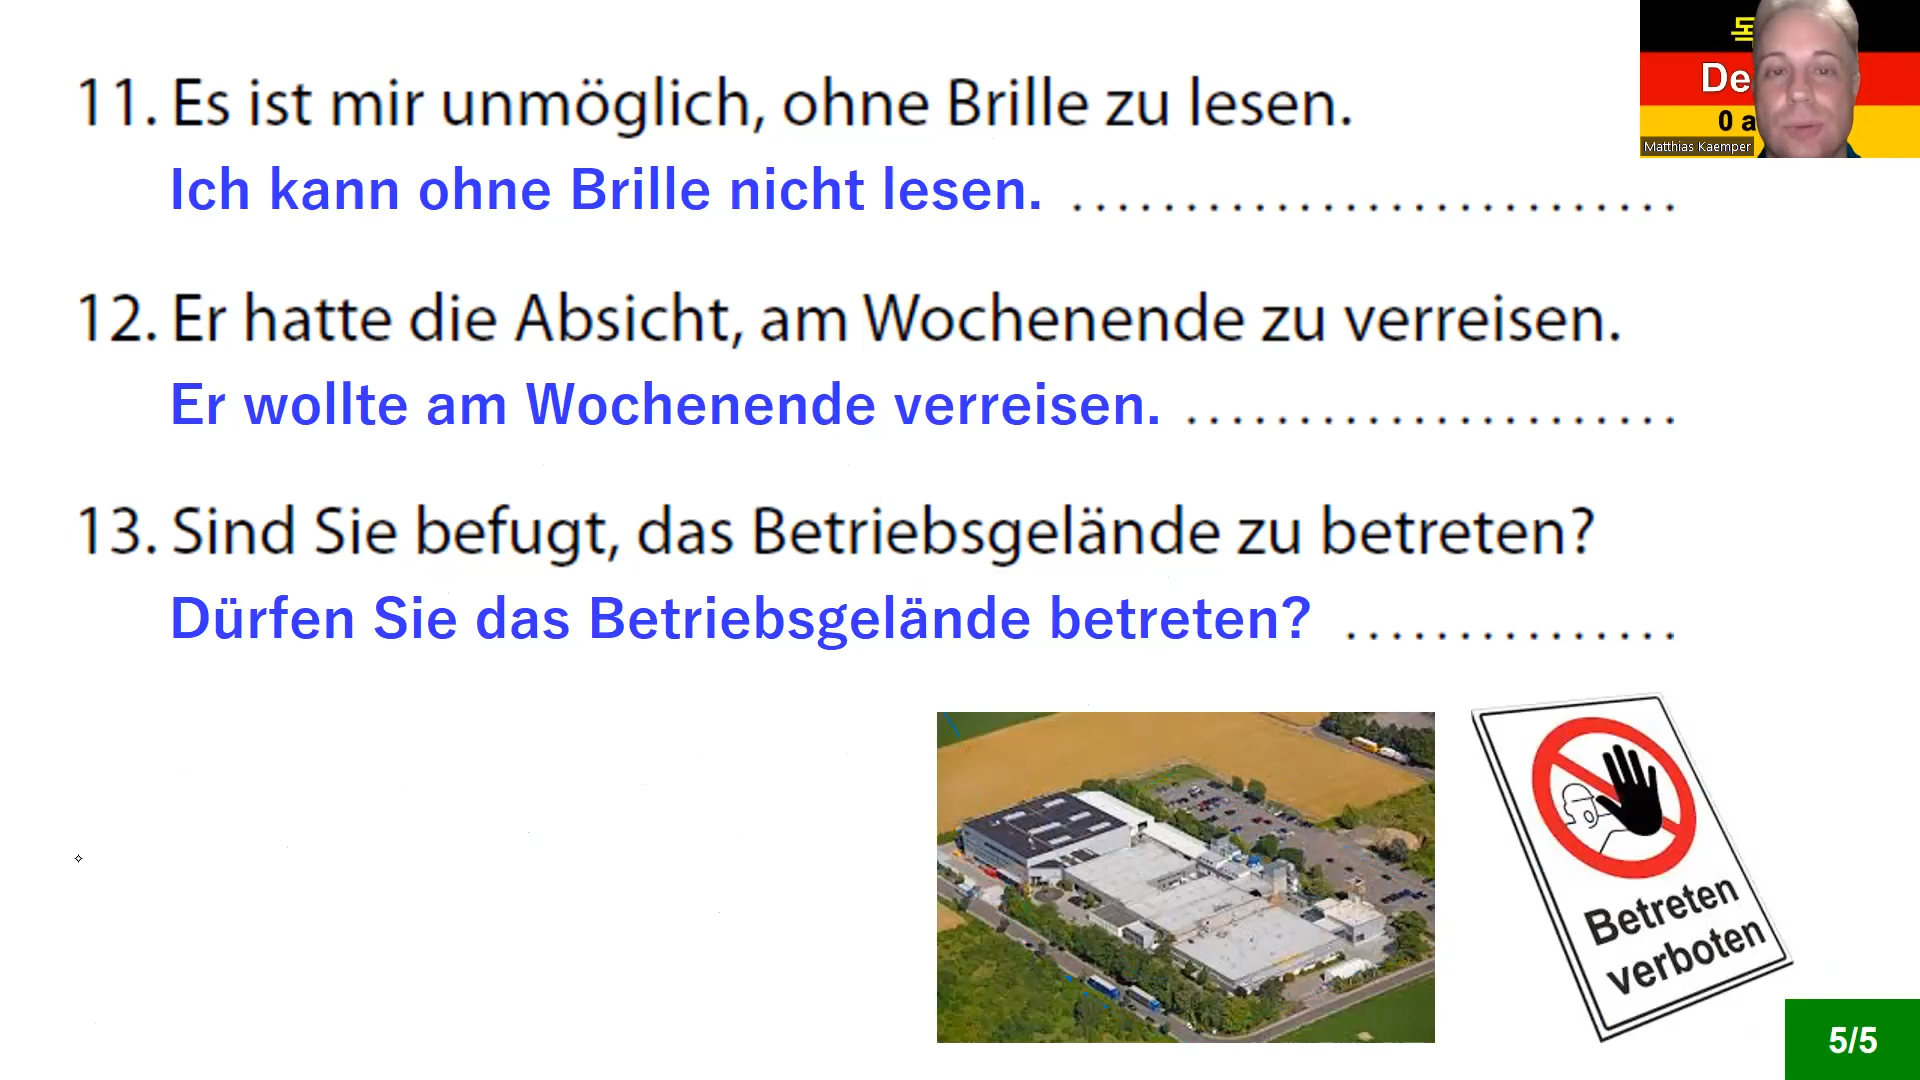 11. Es ist mir unmöglich, ohne Brille zu lesen.
Ich kann ohne Brille nicht lesen. ...........................
12. Er hatte die Absicht, am Wochenende zu verreisen.
Er wollte am Wochenende verreisen. ......................
13. Sind Sie befugt, das Betriebsgelände zu betreten?
Dürfen Sie das Betriebsgelände betreten? ...............
De
0 a
Matthias Kaemper
Betreten
verboten
5/5